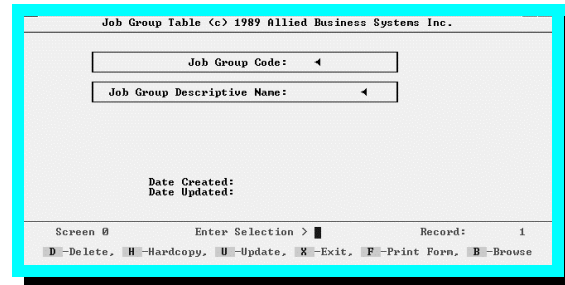 Job Group Table (c) 1989 Allied Business Systems Inc.
Job Group Code:
Job Group Descriptive Name:
Date Created:
Date Updated:
Screen 0 Enter Selection > Record: 1
D-Delete, H-Hardcopy, U-Update, X-Exit, F-Print Form, B-Browse